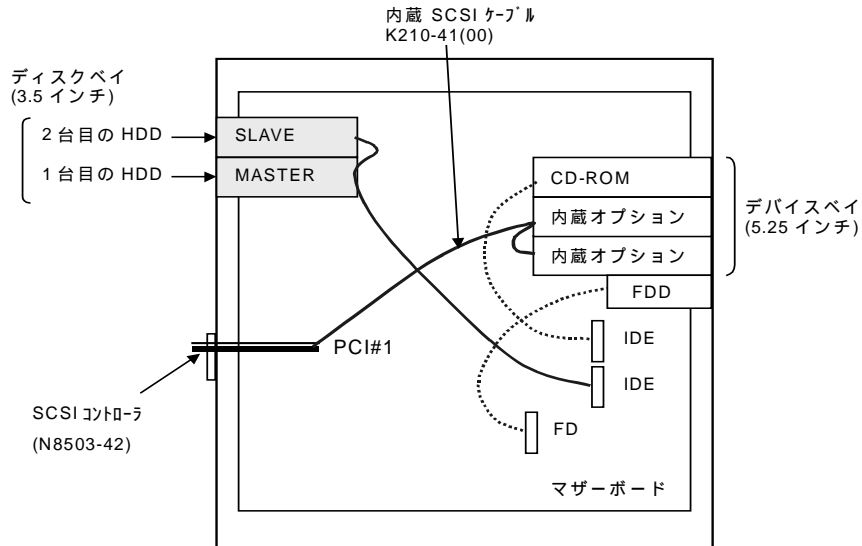 内蔵 SCSI ｹｰﾌﾞﾙ
K210-41(00)
ディスクベイ
(3.5 インチ)
2 台目の HDD
SLAVE
1 台目の HDD
MASTER
CD-ROM
内蔵オプション
内蔵オプション
デバイスベイ
(5.25 インチ)
FDD
PCI#1
IDE
IDE
SCSI ｺﾝﾄﾛｰﾗ
(N8503-42)
FD
マザーボード